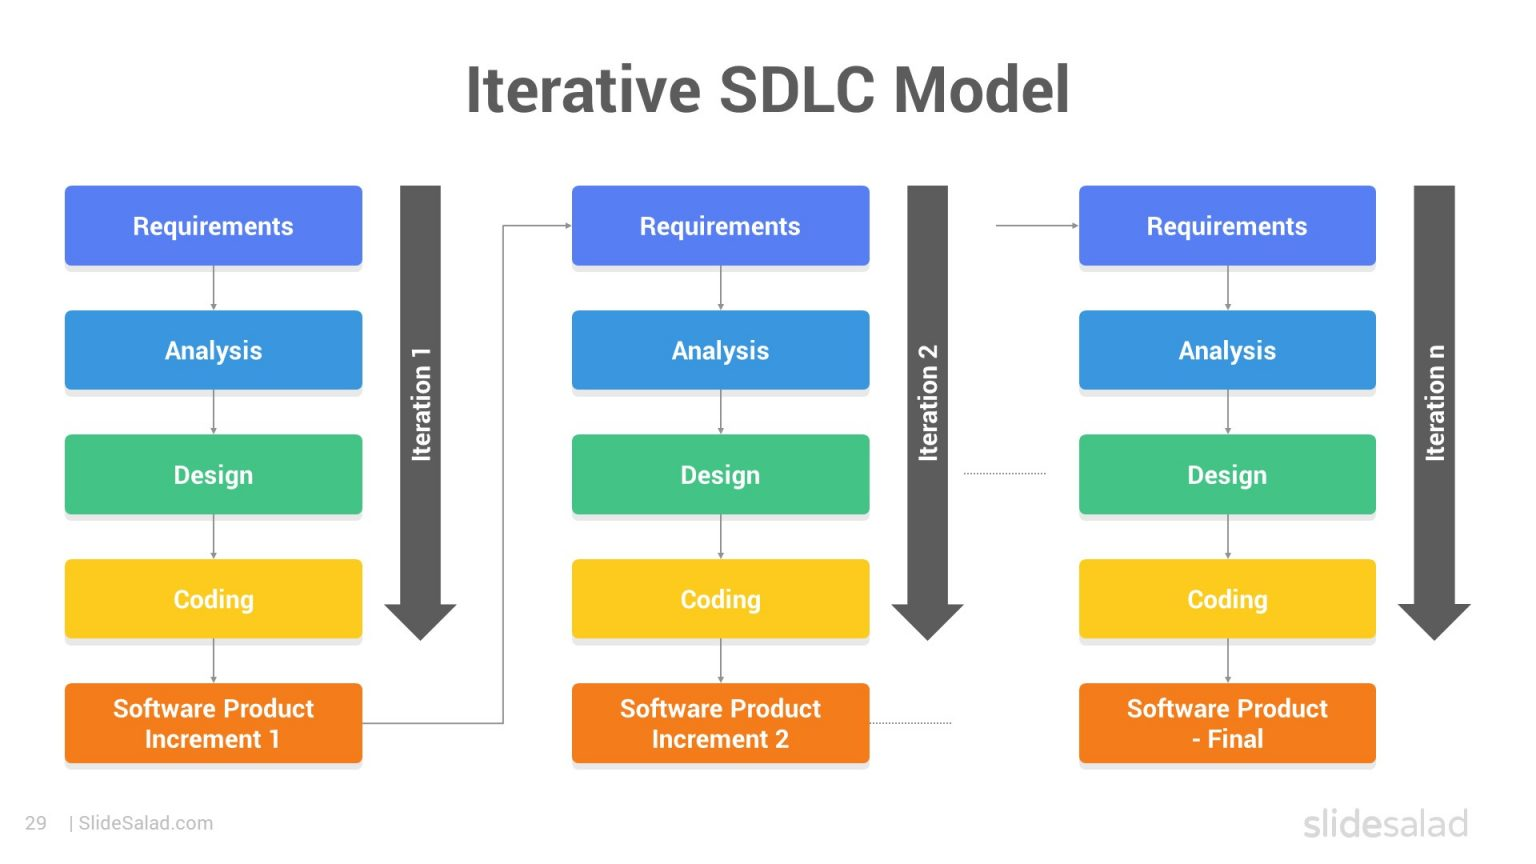 Iterative SDLC Model
Requirements
Analysis
Design
Coding
Software Product
Increment 1
Iteration 1
Requirements
Analysis
Design
Coding
Software Product
Increment 2
Iteration 2
Requirements
Analysis
Design
Coding
Software Product
- Final
Iteration n
29 | SlideSalad.com
slidesalad